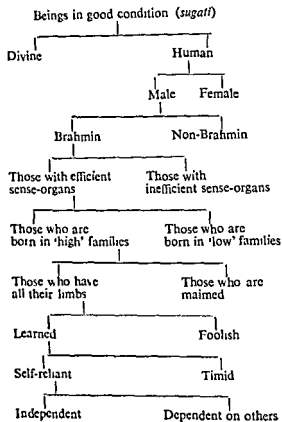 Beings in good condition (sugati)
Divine Human
Male Female
Brahmin Non-Brahmin
Those with efficient Those with
sense-organs inefficient sense-organs
Those who are Those who are
born in 'high' families born in 'low' families
Those who have Those who are
all their limbs maimed
Learned Foolish
Self-reliant Timid
Independent Dependent on others